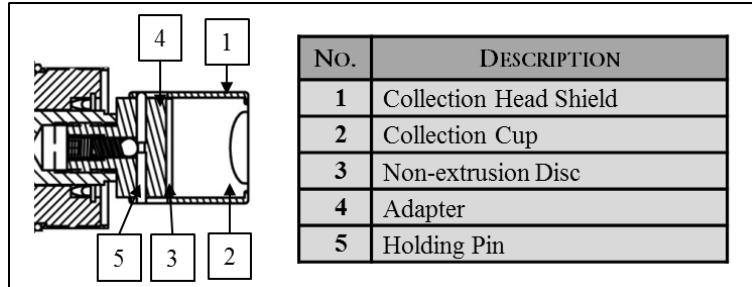 4
1
5
3
2
No. Description
1 Collection Head Shield
2 Collection Cup
3 Non-extrusion Disc
4 Adapter
5 Holding Pin